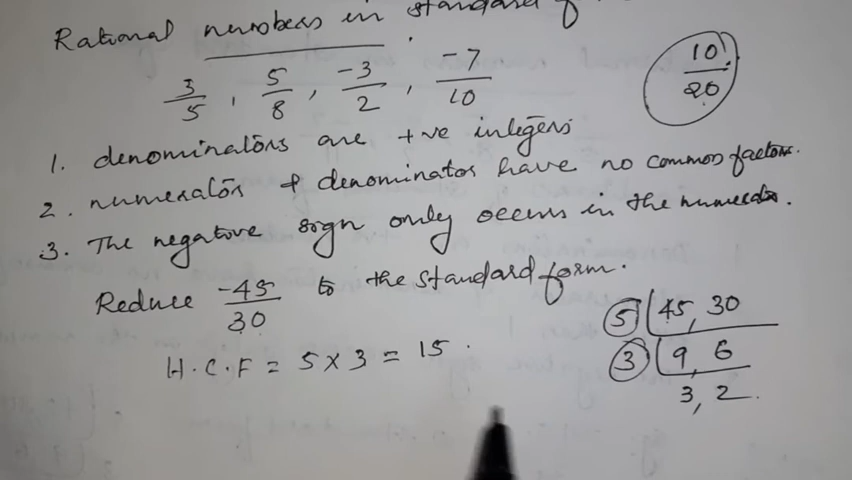 Rational numbers in standard f
3/5, 5/8, -3/2, -7/10
10/20
1. denominators are +ve integers
2. numerators & denominator have no common factors.
3. The negative sign only occurs in the numerator.
Reduce -45/30 to the standard form.
H.C.F = 5 x 3 = 15.
5 | 45, 30
3 | 9, 6
3, 2.